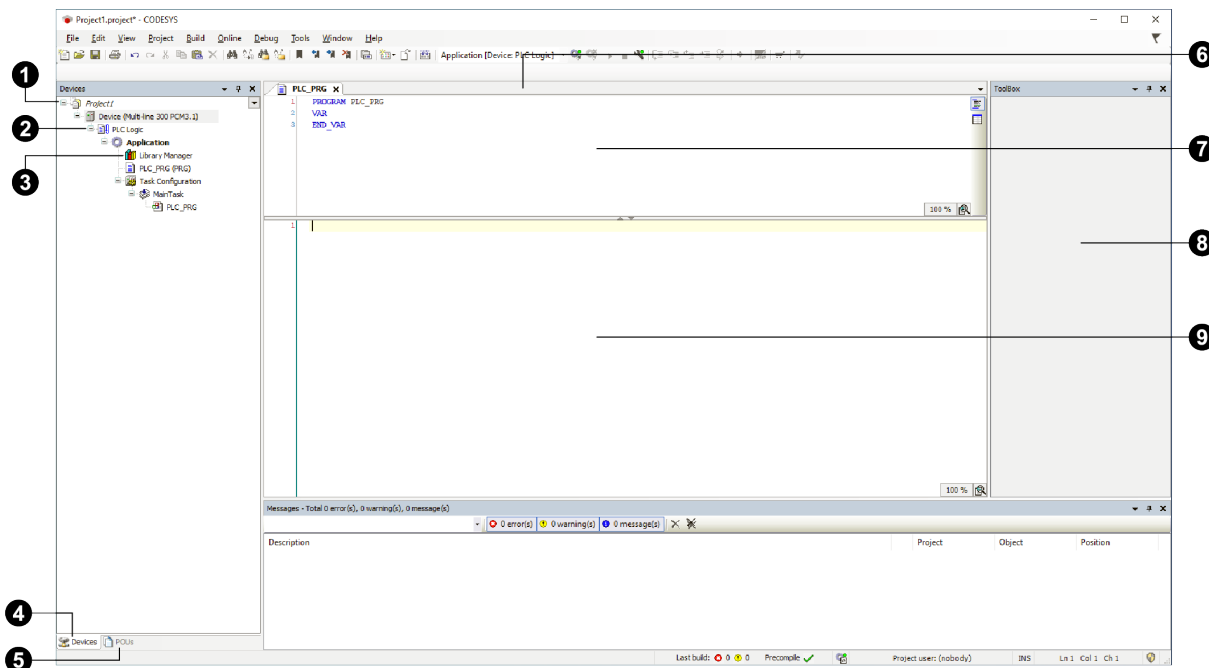 Project1.project* - CODESYS
File Edit View Project Build Online Debug Tools Window Help
Application [Device: PLC Logic]
6
1
Devices
PLC_PRG
ToolBox
Project1
1 PROGRAM PLC_PRG
Device (Multi-line 300 PCM3.1)
2 VAR
2
PLC Logic
3 END_VAR
Application
7
3
Library Manager
PLC_PRG (PRG)
Task Configuration
MainTask
PLC_PRG
100 %
1
8
9
100 %
Messages - Total 0 error(s), 0 warning(s), 0 message(s)
0 error(s) 0 warning(s) 0 message(s)
Description Project Object Position
4
Devices POUs
5
Last build: 0 0 Precompile Project user: (nobody) INS Ln 1 Col 1 Ch 1